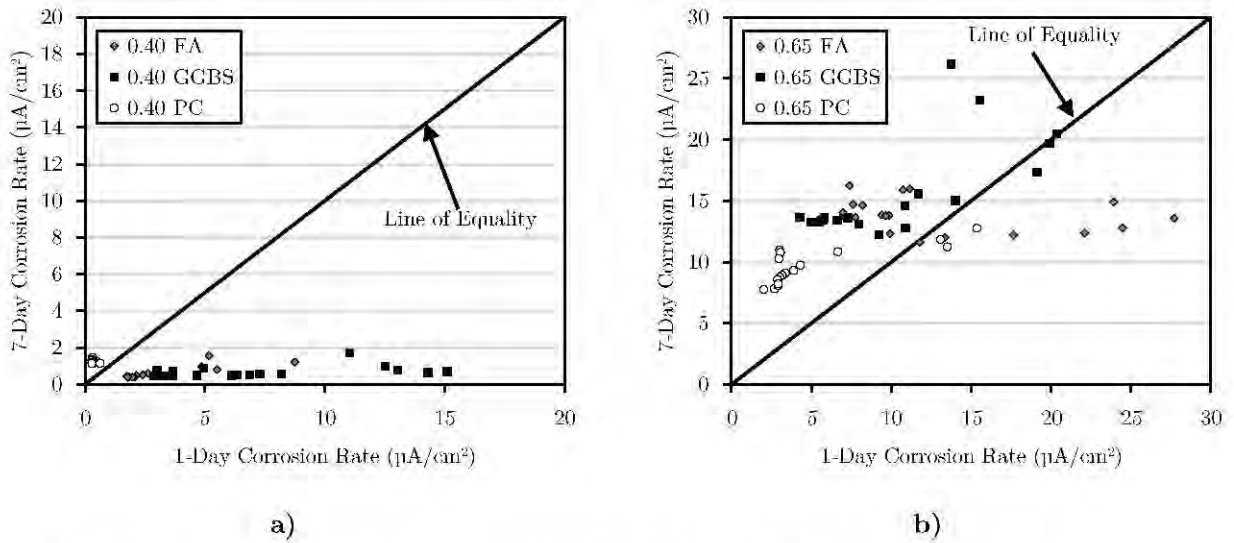 20
18
16
14
12
10
8
6
4
2
0
7-Day Corrosion Rate (µA/cm²)
0.40 FA
0.40 GGBS
0.40 PC
Line of Equality
0 5 10 15 20
1-Day Corrosion Rate (µA/cm²)
a)
30
25
20
15
10
5
0
7-Day Corrosion Rate (µA/cm²)
0.65 FA
0.65 GGBS
0.65 PC
Line of Equality
0 5 10 15 20 25 30
1-Day Corrosion Rate (µA/cm²)
b)